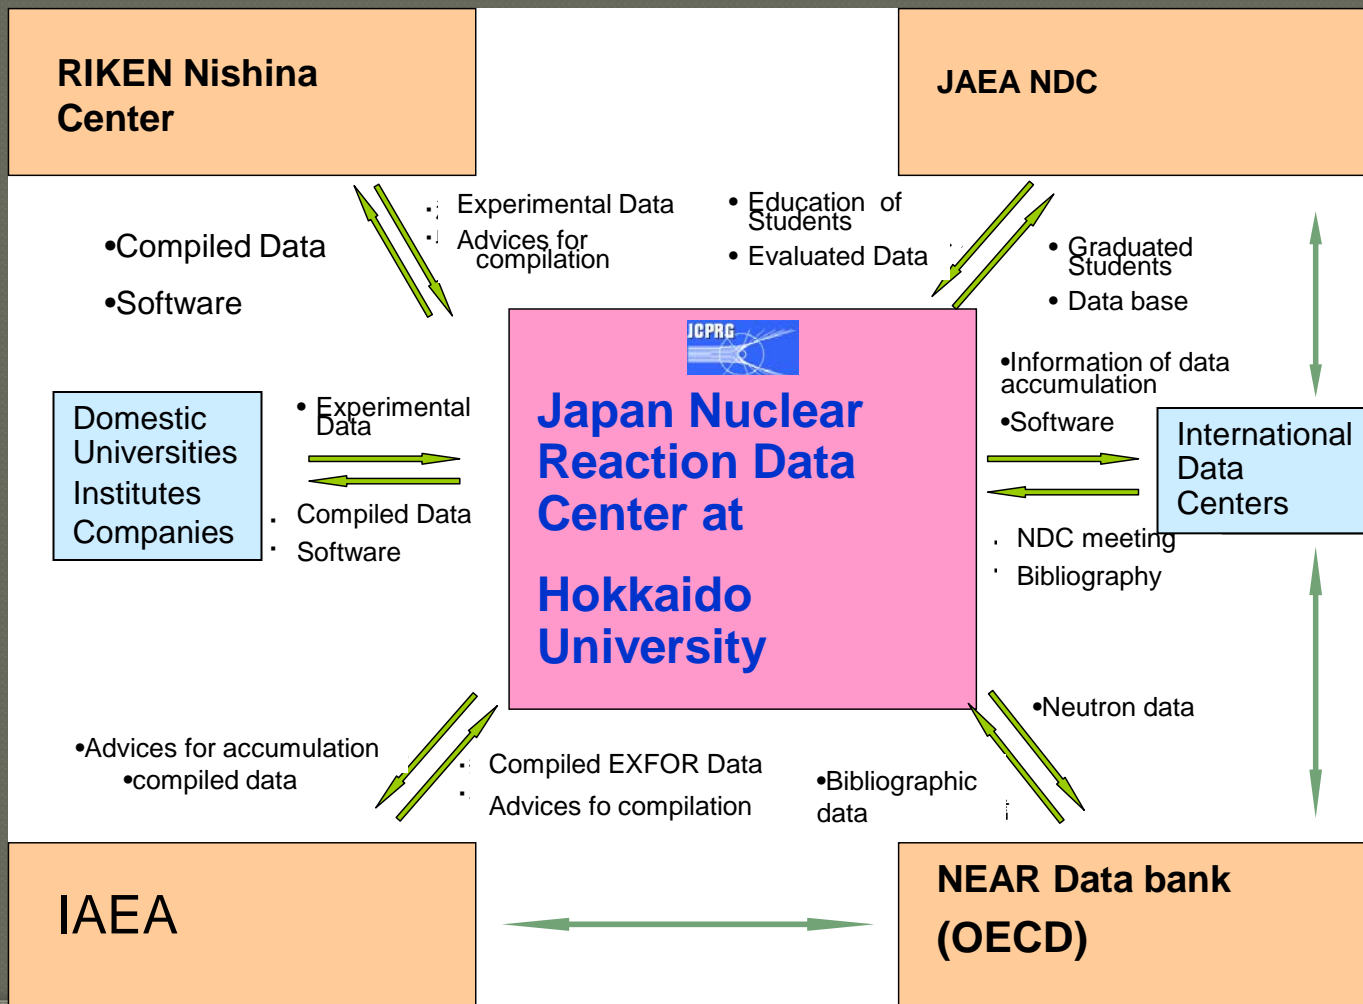 RIKEN Nishina
Center
JAEA NDC
Experimental Data
Advices for
compilation
• Education of
Students
• Evaluated Data
•Compiled Data
•Software
• Graduated
Students
• Data base
JCPRG
Japan Nuclear
Reaction Data
Center at
Hokkaido
University
Domestic
Universities
Institutes
Companies
• Experimental
Data
Compiled Data
Software
•Information of data
accumulation
•Software
International
Data
Centers
NDC meeting
Bibliography
•Neutron data
•Advices for accumulation
•compiled data
Compiled EXFOR Data
Advices fo compilation
•Bibliographic
data
IAEA
NEAR Data bank
(OECD)